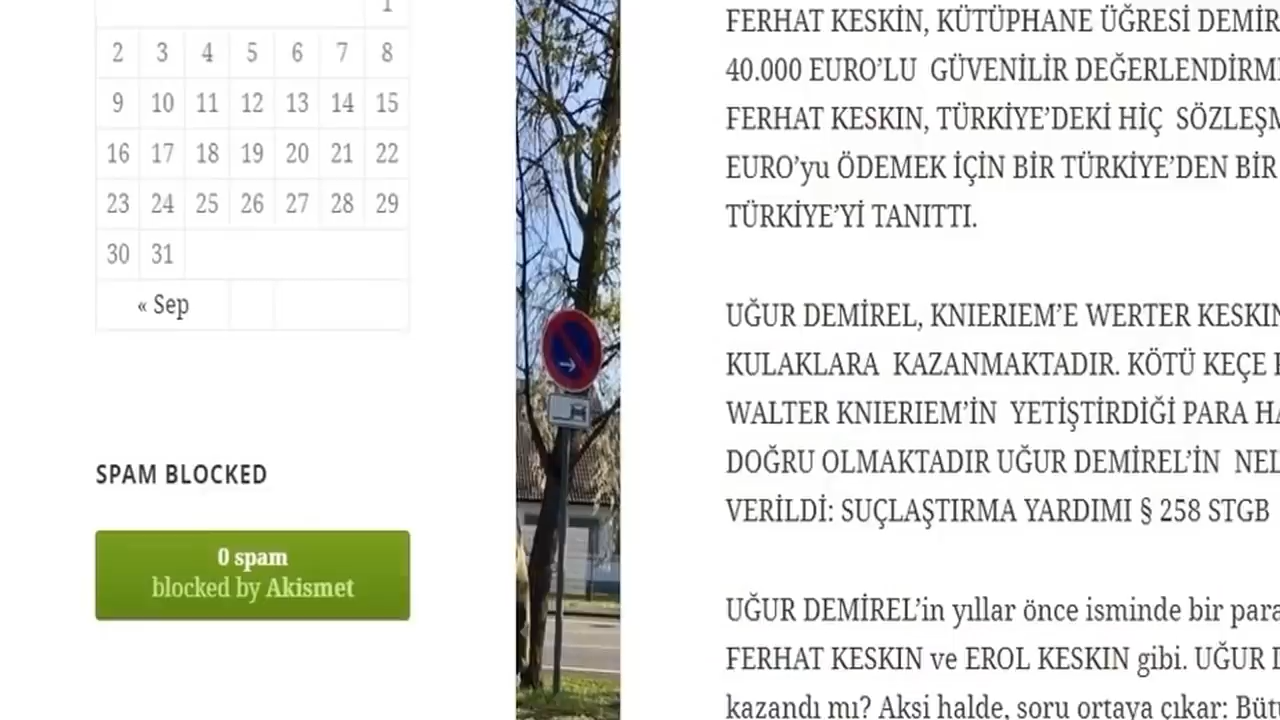 1
2 3 4 5 6 7 8
9 10 11 12 13 14 15
16 17 18 19 20 21 22
23 24 25 26 27 28 29
30 31
« Sep
SPAM BLOCKED
0 spam
blocked by Akismet
FERHAT KESKİN, KÜTÜPHANE ÜĞRESİ DEMİR
40.000 EURO’LU GÜVENİLİR DEĞERLENDİRM
FERHAT KESKIN, TÜRKİYE’DEKİ HİÇ SÖZLEŞM
EURO’yu ÖDEMEK İÇİN BİR TÜRKİYE’DEN BİR
TÜRKİYE’Yİ TANITTI.
UĞUR DEMİREL, KNIERIEM’E WERTER KESKIN
KULAKLARA KAZANMAKTADIR. KÖTÜ KEÇE
WALTER KNIERIEM’İN YETİŞTİRDİĞİ PARA HA
DOĞRU OLMAKTADIR UĞUR DEMİREL’İN NEL
VERİLDİ: SUÇLAŞTIRMA YARDIMI § 258 STGB
UĞUR DEMİREL’in yıllar önce isminde bir para
FERHAT KESKIN ve EROL KESKIN gibi. UĞUR
kazandı mı? Aksi halde, soru ortaya çıkar: Büt